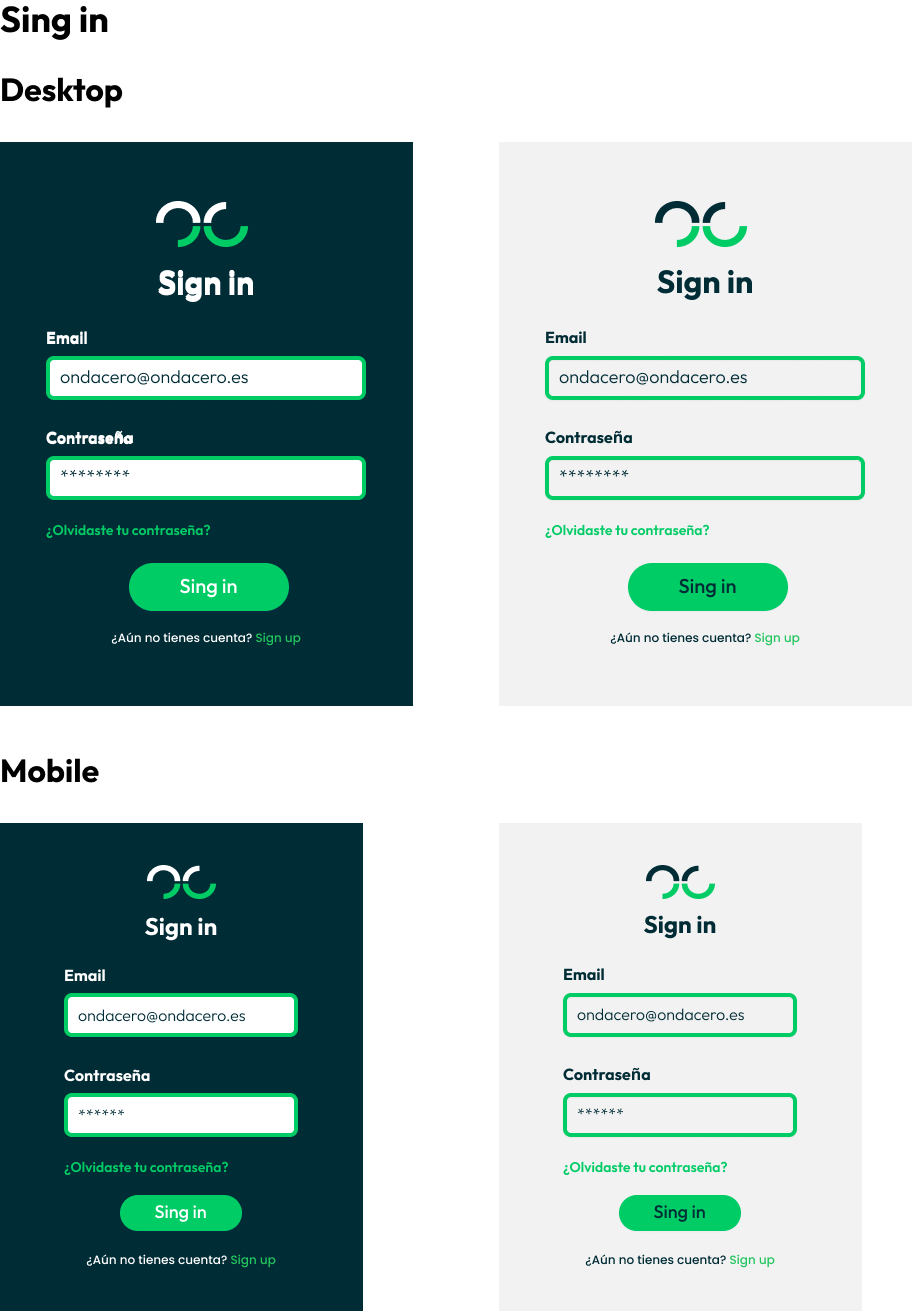 Sing in
Desktop
Sign in
Email
ondacero@ondacero.es
Contraseña
********
¿Olvidaste tu contraseña?
Sing in
¿Aún no tienes cuenta? Sign up
Sign in
Email
ondacero@ondacero.es
Contraseña
********
¿Olvidaste tu contraseña?
Sing in
¿Aún no tienes cuenta? Sign up
Mobile
Sign in
Email
ondacero@ondacero.es
Contraseña
******
¿Olvidaste tu contraseña?
Sing in
¿Aún no tienes cuenta? Sign up
Sign in
Email
ondacero@ondacero.es
Contraseña
******
¿Olvidaste tu contraseña?
Sing in
¿Aún no tienes cuenta? Sign up